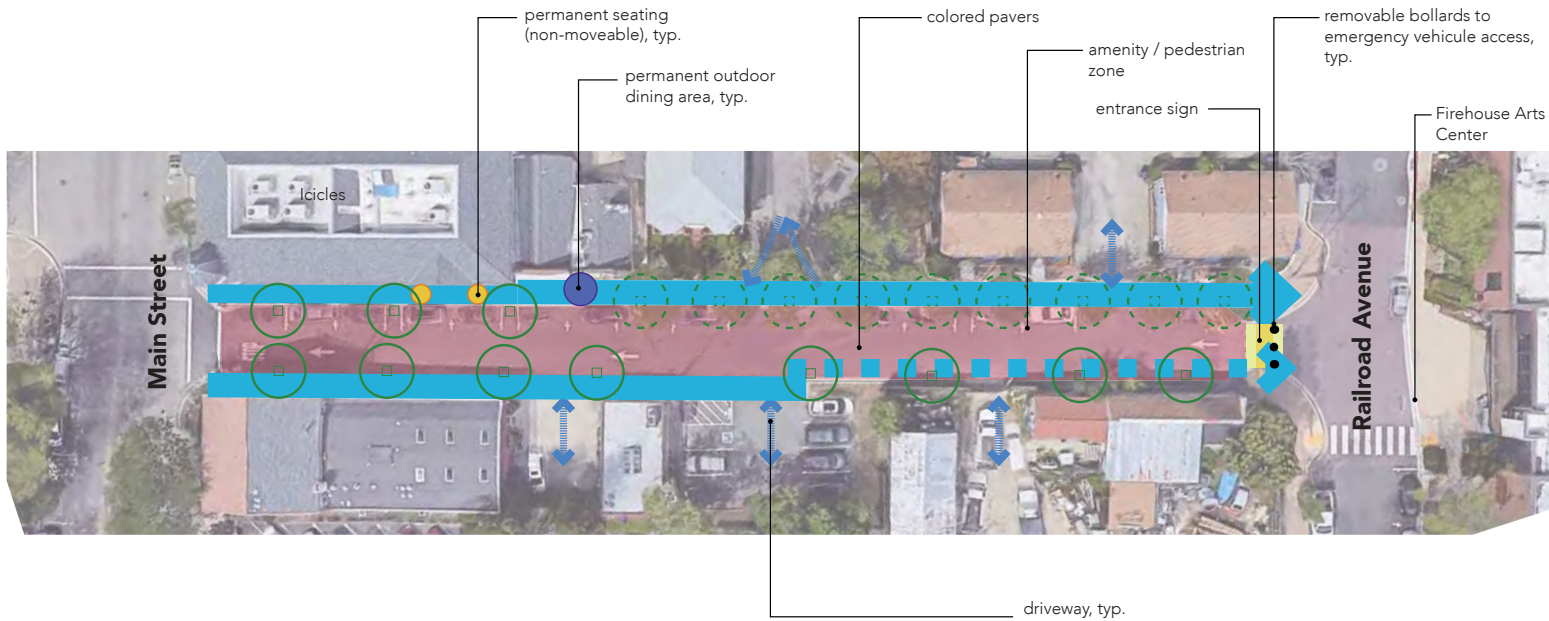 permanent seating
(non-moveable), typ.
colored pavers
removable bollards to
emergency vehicule access,
typ.
amenity / pedestrian
zone
permanent outdoor
dining area, typ.
entrance sign
Firehouse Arts
Center
Icicles
Main Street
Railroad Avenue
STOP
driveway, typ.